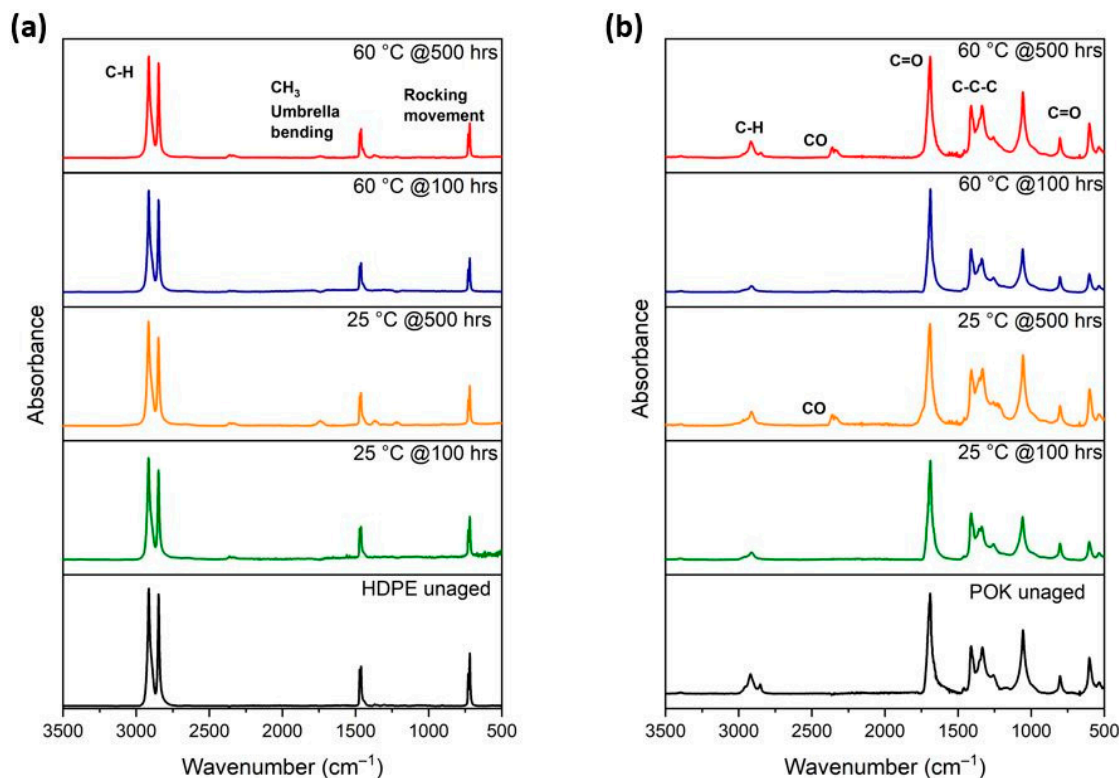 (a)
60 °C @500 hrs
C-H
CH₃
Umbrella
bending
Rocking
movement
60 °C @100 hrs
25 °C @500 hrs
25 °C @100 hrs
HDPE unaged
Absorbance
3500 3000 2500 2000 1500 1000 500
Wavenumber (cm⁻¹)
(b)
60 °C @500 hrs
C=O
C-C-C
C=O
C-H
CO
60 °C @100 hrs
25 °C @500 hrs
CO
25 °C @100 hrs
POK unaged
Absorbance
3500 3000 2500 2000 1500 1000 500
Wavenumber (cm⁻¹)